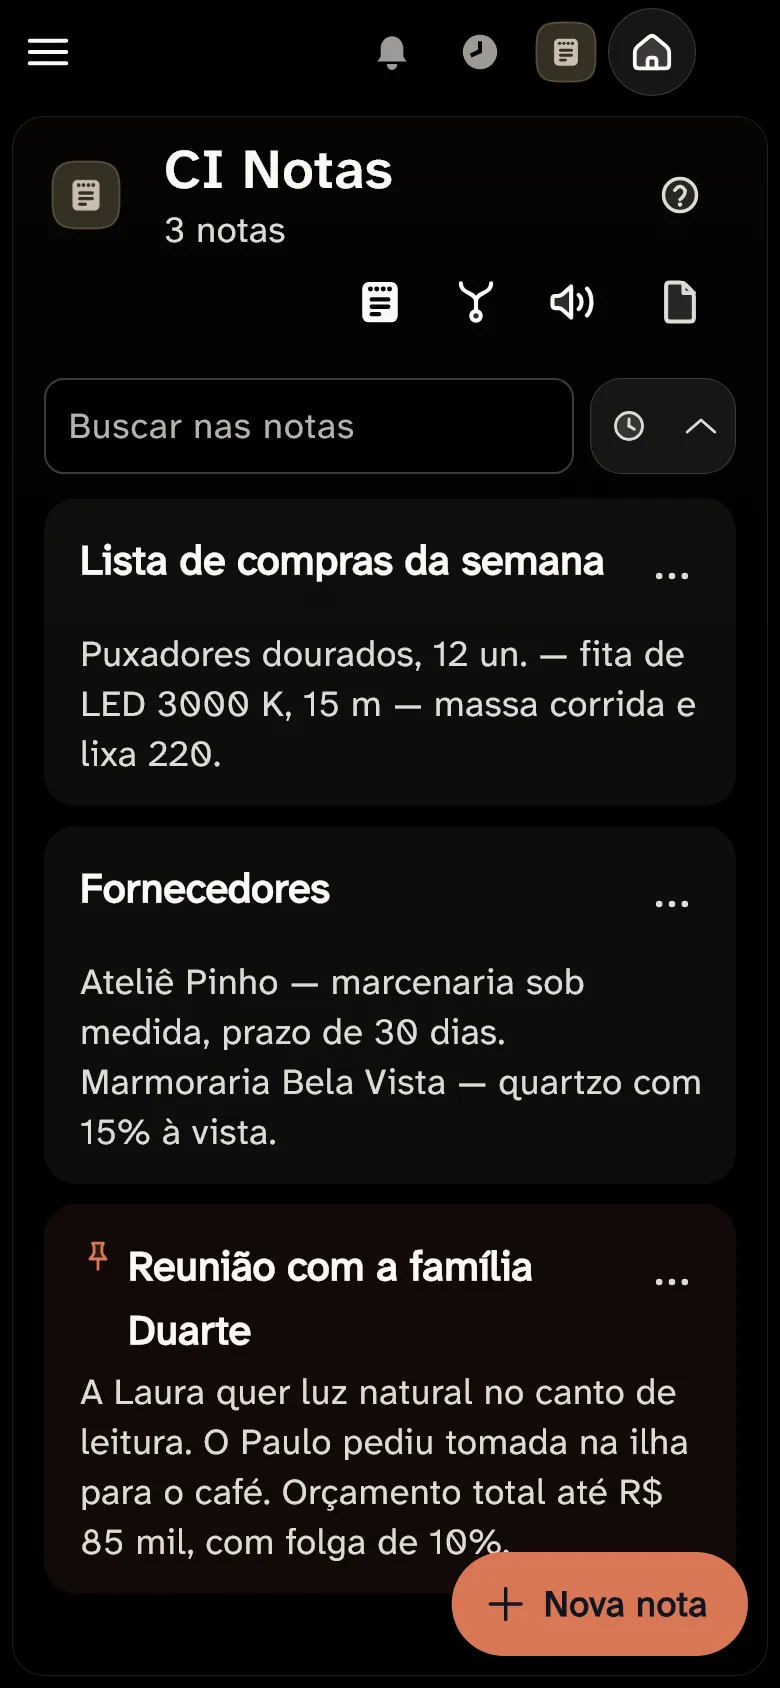 CI Notas
3 notas
Buscar nas notas
Lista de compras da semana
Puxadores dourados, 12 un. — fita de
LED 3000 K, 15 m — massa corrida e
lixa 220.
Fornecedores
Ateliê Pinho — marcenaria sob
medida, prazo de 30 dias.
Marmoraria Bela Vista — quartzo com
15% à vista.
Reunião com a família
Duarte
A Laura quer luz natural no canto de
leitura. O Paulo pediu tomada na ilha
para o café. Orçamento total até R$
85 mil, com folga de 10%.
Nova nota